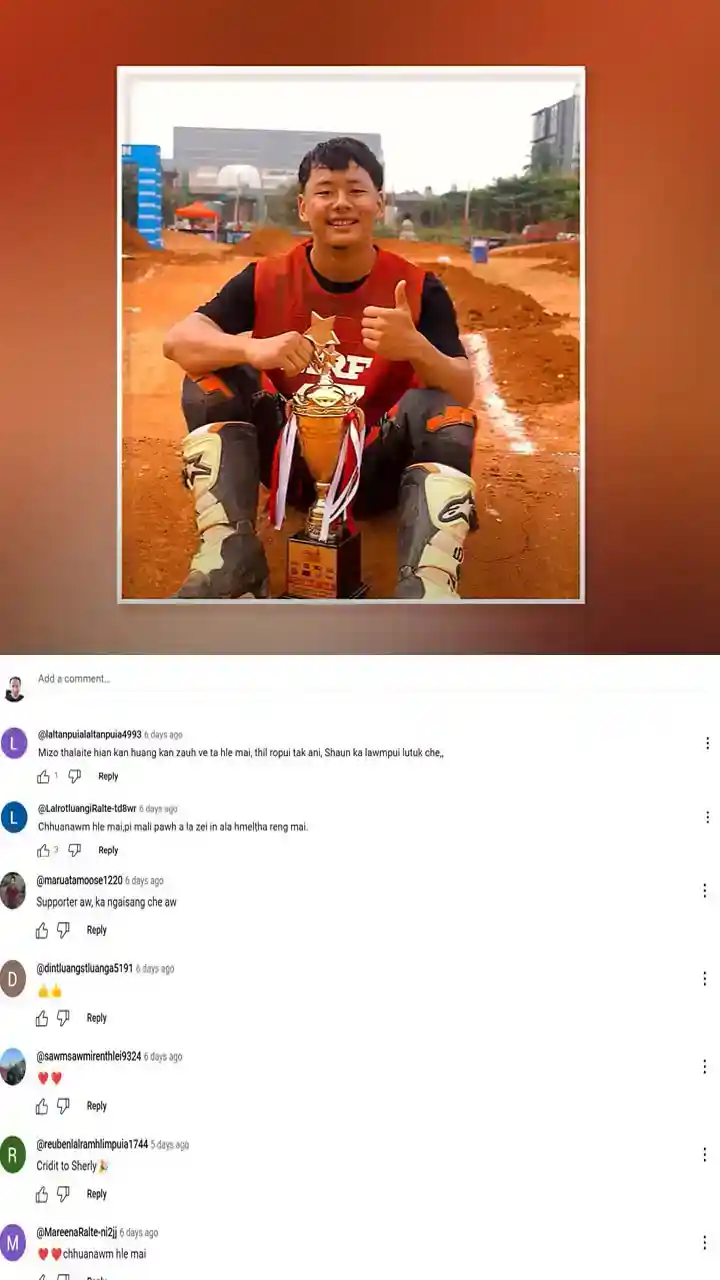 MRF
Add a comment...
L
@laltanpuialaltanpuia4993 6 days ago
Mizo thalaite hian kan huang kan zauh ve ta hle mai, thil ropui tak ani, Shaun ka lawmpui lutuk che,,
1 Reply
L
@LalrotluangiRalte-td8wr 6 days ago
Chhuanawm hle mai,pi mali pawh a la zei in ala hmeltha reng mai.
3 Reply
@maruatamoose1220 6 days ago
Supporter aw, ka ngaisang che aw
Reply
D
@dintluangstluanga5191 6 days ago
👍👍
Reply
@sawmsawmirenthlei9324 6 days ago
❤️❤️
Reply
R
@reubenlalramhlimpuia1744 5 days ago
Cridit to Sherly🎉
Reply
M
@MareenaRalte-ni2jj 6 days ago
❤️❤️chhuanawm hle mai
Reply